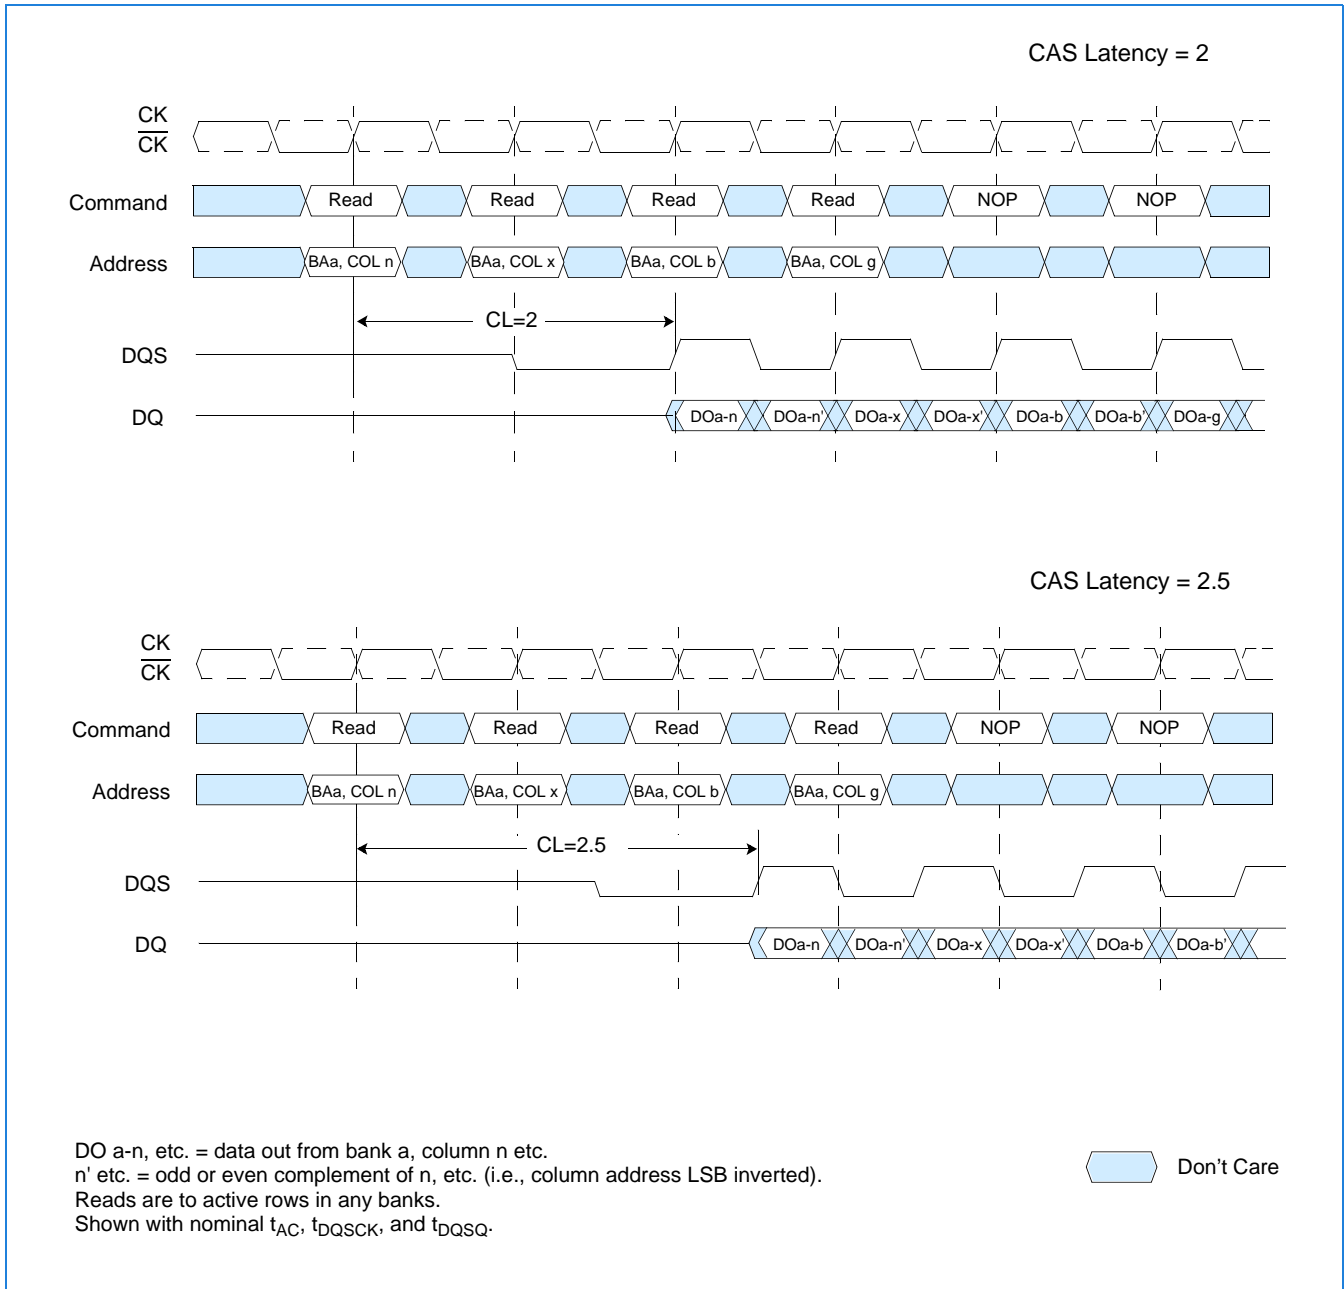 CAS Latency = 2
CK
CK
Command
Read
Read
Read
Read
NOP
NOP
Address
BAa, COL n
BAa, COL x
BAa, COL b
BAa, COL g
CL=2
DQS
DQ
DOa-n
DOa-n'
DOa-x
DOa-x'
DOa-b
DOa-b'
DOa-g
CAS Latency = 2.5
CK
CK
Command
Read
Read
Read
Read
NOP
NOP
Address
BAa, COL n
BAa, COL x
BAa, COL b
BAa, COL g
CL=2.5
DQS
DQ
DOa-n
DOa-n'
DOa-x
DOa-x'
DOa-b
DOa-b'
DO a-n, etc. = data out from bank a, column n etc.
n' etc. = odd or even complement of n, etc. (i.e., column address LSB inverted).
Reads are to active rows in any banks.
Shown with nominal tAC, tDQSCK, and tDQSQ.
Don't Care